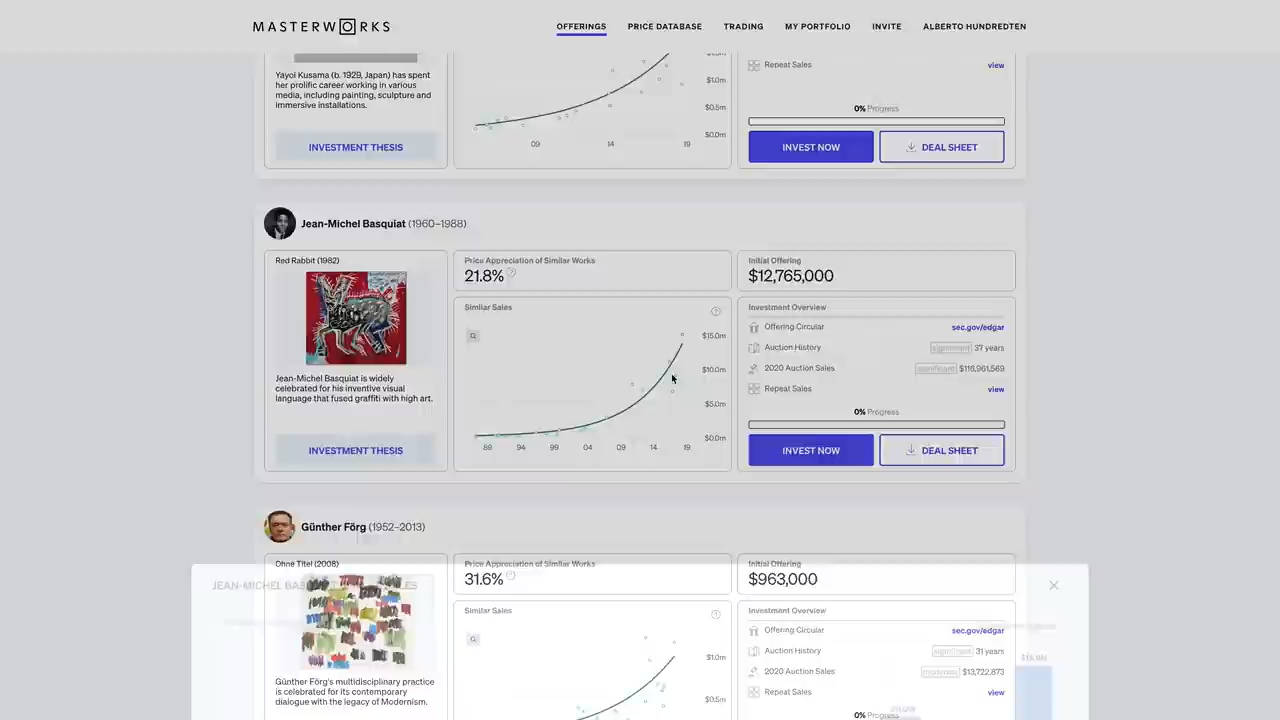 MASTERWORKS
OFFERINGS PRICE DATABASE TRADING MY PORTFOLIO INVITE ALBERTO HUNDREDTEN
Yayoi Kusama (b. 1929, Japan) has spent
her prolific career working in various
media, including painting, sculpture and
immersive installations.
INVESTMENT THESIS
$1.0m
$0.5m
$0.0m
09 14 19
Repeat Sales view
0% Progress
INVEST NOW DEAL SHEET
Jean-Michel Basquiat (1960–1988)
Red Rabbit (1982)
Jean-Michel Basquiat is widely
celebrated for his inventive visual
language that fused graffiti with high art.
INVESTMENT THESIS
Price Appreciation of Similar Works
21.8%
Similar Sales
$15.0m
$10.0m
$5.0m
$0.0m
89 94 99 04 09 14 19
Initial Offering
$12,765,000
Investment Overview
Offering Circular sec.gov/edgar
Auction History significant 37 years
2020 Auction Sales significant $116,961,569
Repeat Sales view
0% Progress
INVEST NOW DEAL SHEET
Günther Förg (1952–2013)
Ohne Titel (2008)
Günther Förg's multidisciplinary practice
is celebrated for its contemporary
dialogue with the legacy of Modernism.
Price Appreciation of Similar Works
31.6%
Similar Sales
$1.0m
$0.5m
Initial Offering
$963,000
Investment Overview
Offering Circular sec.gov/edgar
Auction History significant 31 years
2020 Auction Sales moderate $13,722,873
Repeat Sales view
0% Progress